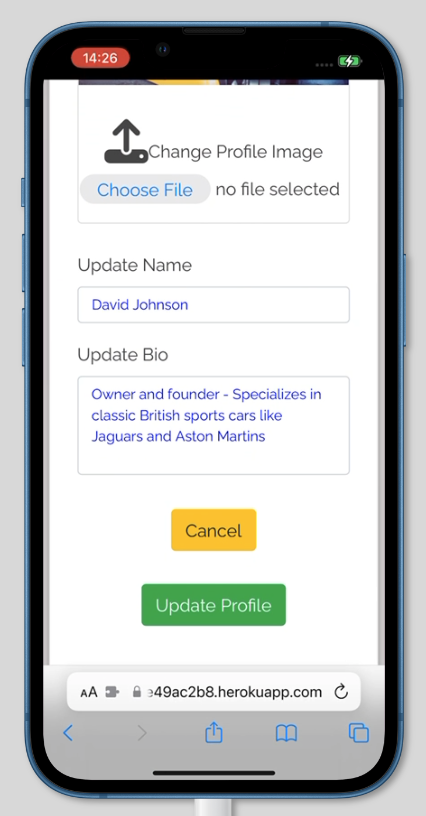 14:26
Change Profile Image
Choose File no file selected
Update Name
David Johnson
Update Bio
Owner and founder - Specializes in
classic British sports cars like
Jaguars and Aston Martins
Cancel
Update Profile
AA 49ac2b8.herokuapp.com